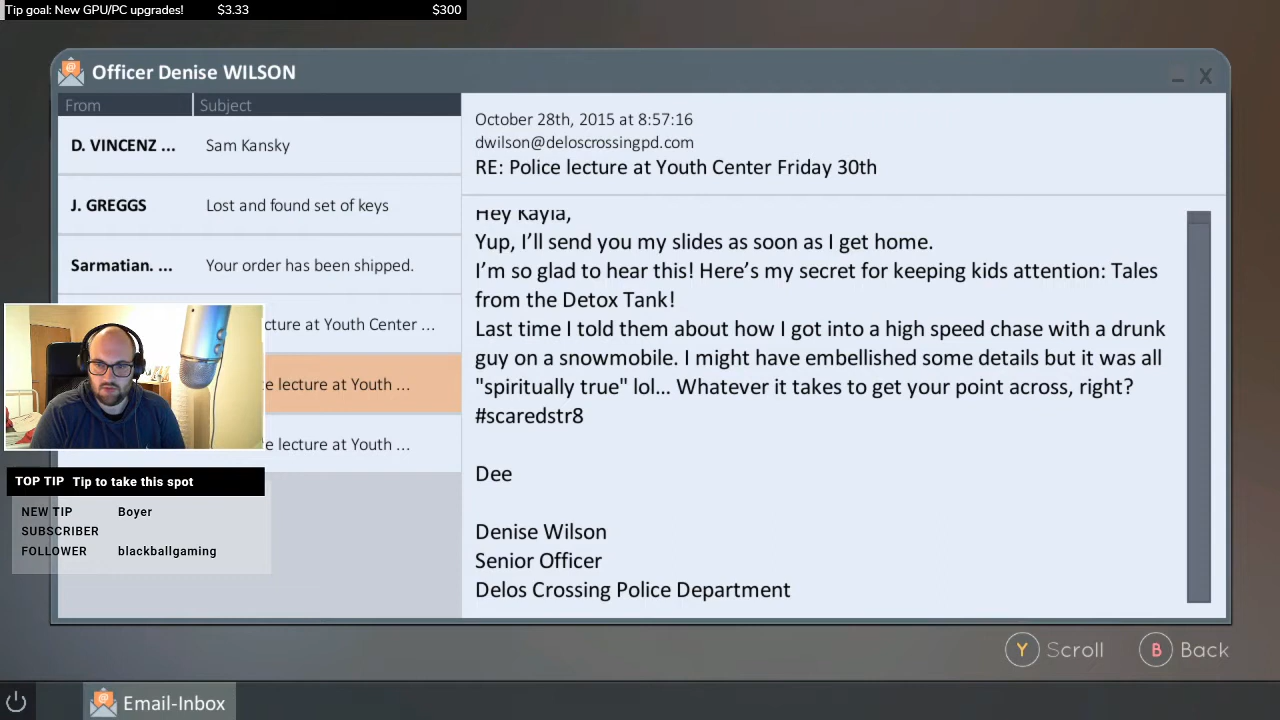 Tip goal: New GPU/PC upgrades! $3.33 $300
Officer Denise WILSON
From Subject
D. VINCENZ ... Sam Kansky
J. GREGGS Lost and found set of keys
Sarmatian. ... Your order has been shipped.
cture at Youth Center ...
e lecture at Youth ...
e lecture at Youth ...
October 28th, 2015 at 8:57:16
dwilson@deloscrossingpd.com
RE: Police lecture at Youth Center Friday 30th
Hey Kayla,
Yup, I'll send you my slides as soon as I get home.
I'm so glad to hear this! Here's my secret for keeping kids attention: Tales
from the Detox Tank!
Last time I told them about how I got into a high speed chase with a drunk
guy on a snowmobile. I might have embellished some details but it was all
"spiritually true" lol... Whatever it takes to get your point across, right?
#scaredstr8
Dee
Denise Wilson
Senior Officer
Delos Crossing Police Department
TOP TIP Tip to take this spot
NEW TIP Boyer
SUBSCRIBER
FOLLOWER blackballgaming
Y Scroll B Back
Email-Inbox